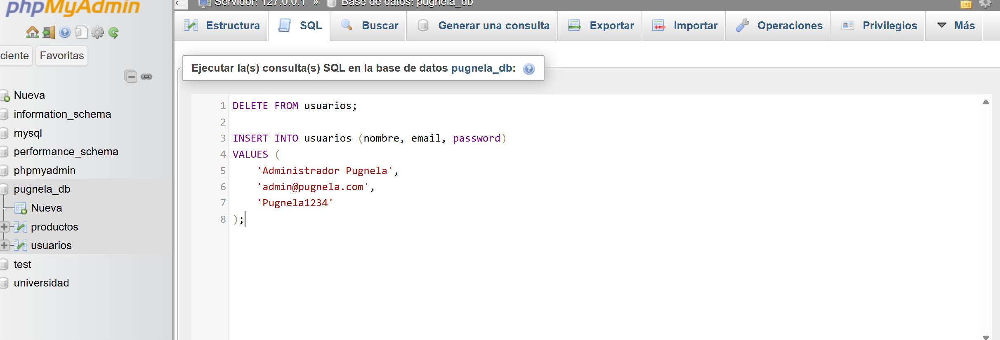 phpMyAdmin
Servidor: 127.0.0.1 » Base de datos: pugnela_db
Estructura SQL Buscar Generar una consulta Exportar Importar Operaciones Privilegios Más
ciente Favoritas
Nueva
information_schema
mysql
performance_schema
phpmyadmin
pugnela_db
Nueva
productos
usuarios
test
universidad
Ejecutar la(s) consulta(s) SQL en la base de datos pugnela_db:
1 DELETE FROM usuarios;
2
3 INSERT INTO usuarios (nombre, email, password)
4 VALUES (
5 'Administrador Pugnela',
6 'admin@pugnela.com',
7 'Pugnela1234'
8 );